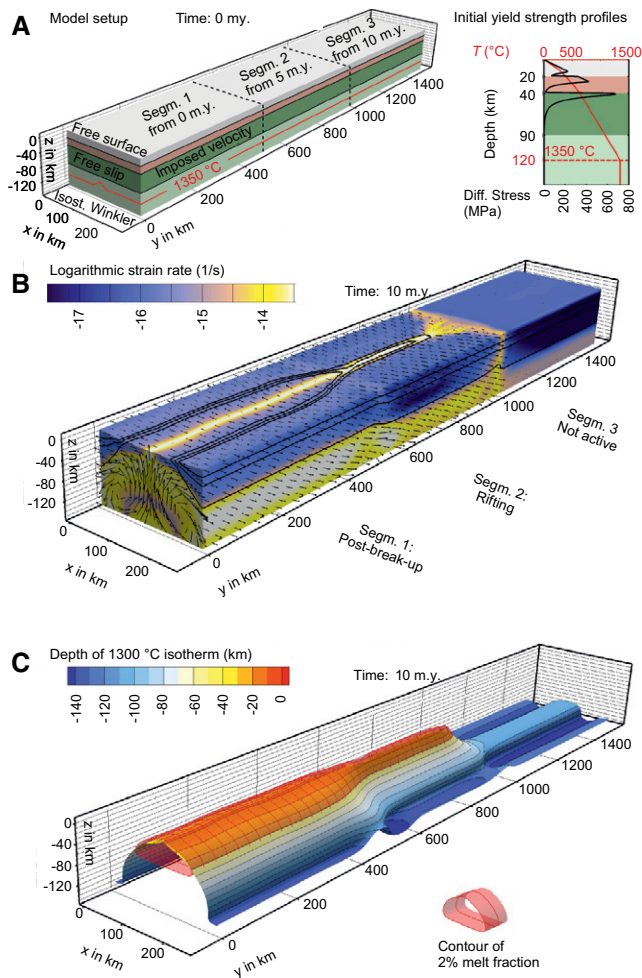 A
Model setup
Time: 0 my.
Initial yield strength profiles
Segm. 1
from 0 m.y.
Segm. 2
from 5 m.y.
Segm. 3
from 10 m.y.
Free surface
Free slip
Imposed velocity
1350 °C
Isost. Winkler
z in km
0
-40
-80
-120
x in km
0
100
200
y in km
0
200
400
600
800
1000
1200
1400
T (°C)
0 500 1500
Depth (km)
20
40
90
120
1350 °C
0 200 400 600 800
Diff. Stress
(MPa)
B
Logarithmic strain rate (1/s)
-17
-16
-15
-14
Time: 10 m.y.
z in km
0
-40
-80
-120
x in km
0
100
200
y in km
0
200
400
600
800
1000
1200
1400
Segm. 1:
Post-break-up
Segm. 2:
Rifting
Segm. 3
Not active
C
Depth of 1300 °C isotherm (km)
-140
-120
-100
-80
-60
-40
-20
0
Time: 10 m.y.
z in km
0
-40
-80
-120
x in km
0
100
200
y in km
0
200
400
600
800
1000
1200
1400
Contour of
2% melt fraction